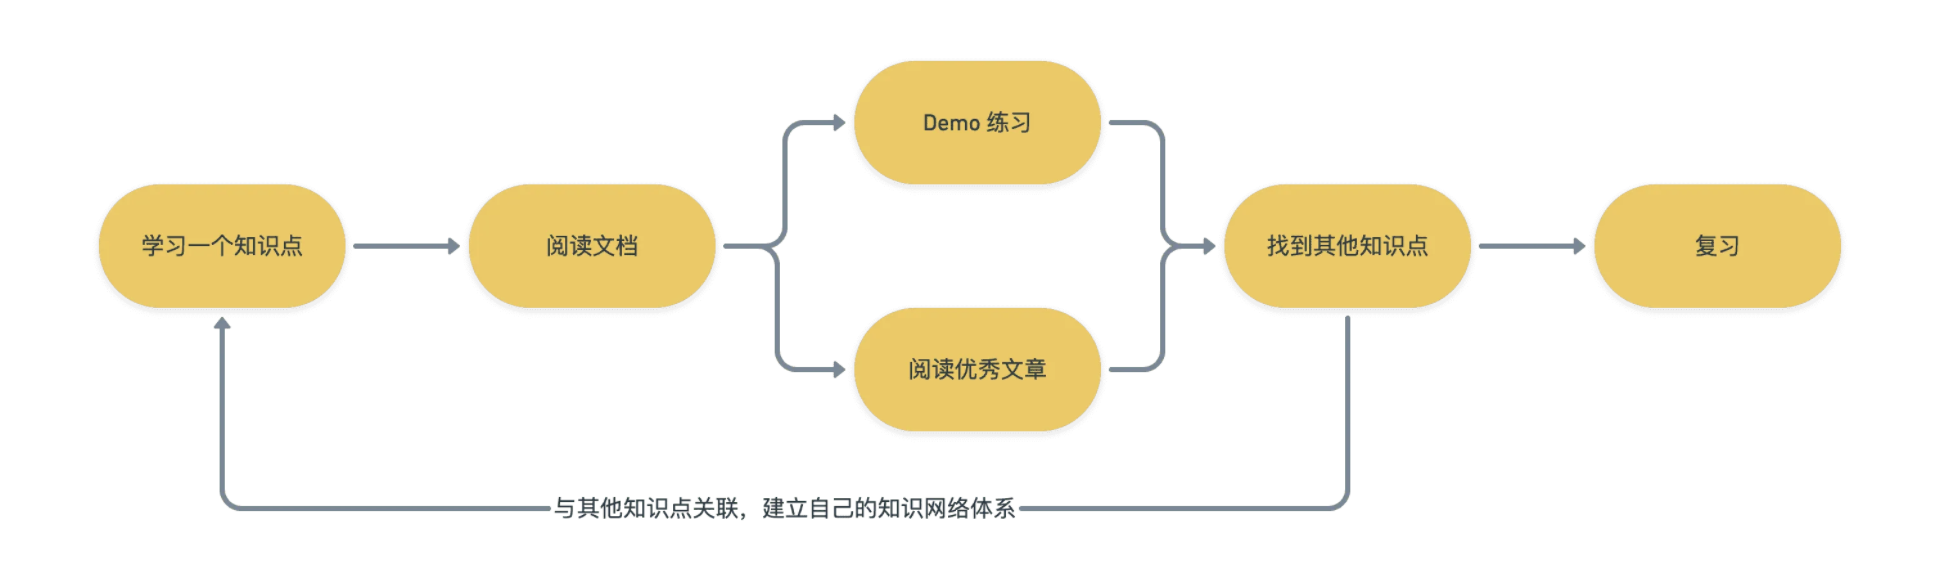 学习一个知识点
阅读文档
Demo 练习
阅读优秀文章
找到其他知识点
复习
与其他知识点关联，建立自己的知识网络体系